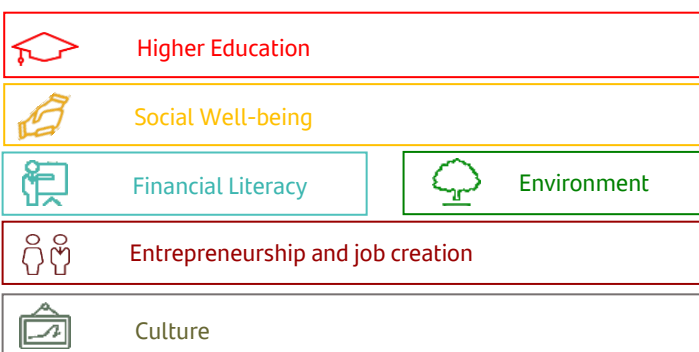 Higher Education
Social Well-being
Financial Literacy
Environment
Entrepreneurship and job creation
Culture